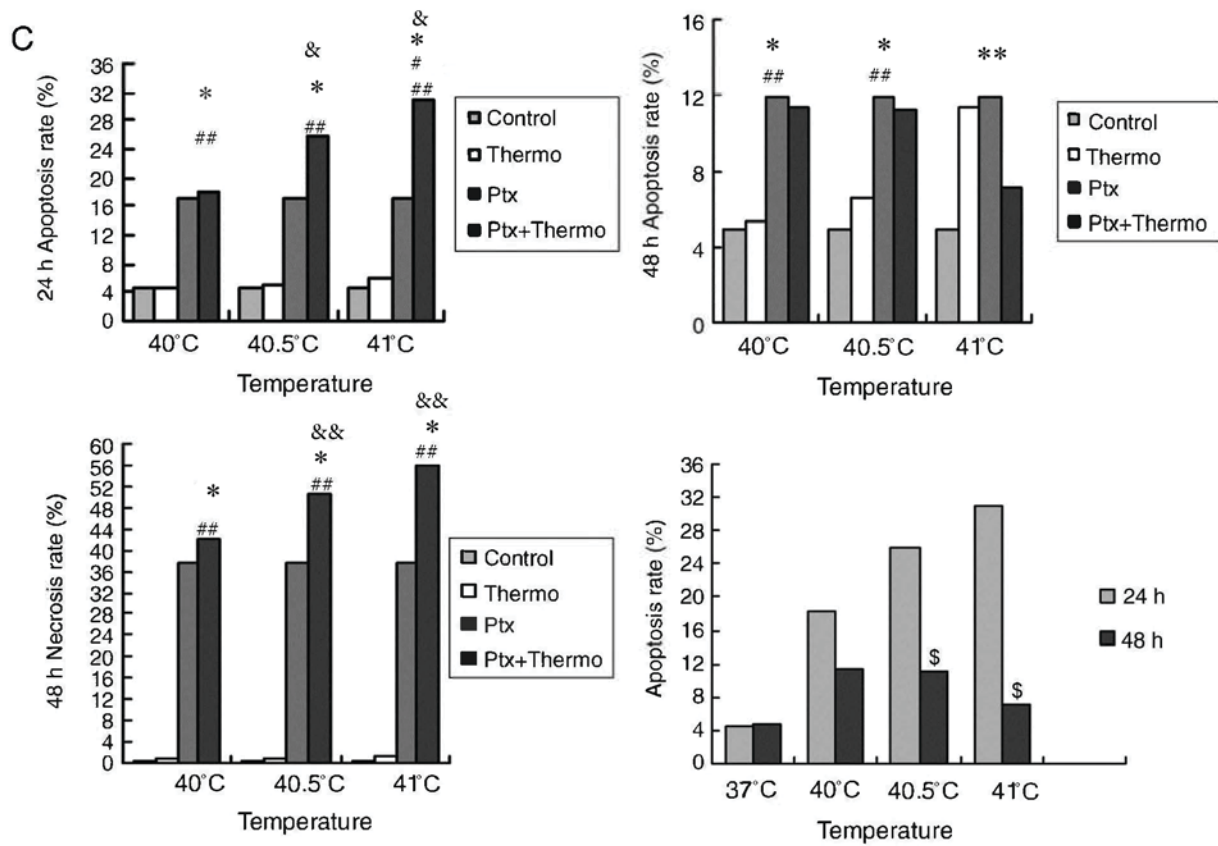 C
24 h Apoptosis rate (%)
36
32
28
24
20
16
12
8
4
0
*
##
&
*
##
&
*
#
##
40°C
40.5°C
41°C
Temperature
Control
Thermo
Ptx
Ptx+Thermo
48 h Apoptosis rate (%)
16
12
8
4
0
*
##
*
##
**
40°C
40.5°C
41°C
Temperature
Control
Thermo
Ptx
Ptx+Thermo
48 h Necrosis rate (%)
60
56
52
48
44
40
36
32
28
24
20
16
12
8
4
0
*
##
&&
*
##
&&
*
##
40°C
40.5°C
41°C
Temperature
Control
Thermo
Ptx
Ptx+Thermo
Apoptosis rate (%)
36
32
28
24
20
16
12
8
4
0
$
$
37°C
40°C
40.5°C
41°C
Temperature
24 h
48 h